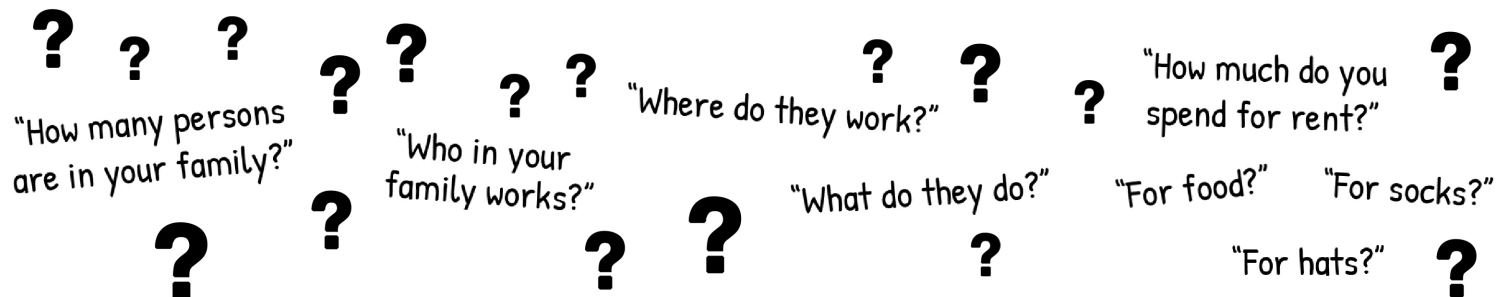 “How many persons
are in your family?”
“Who in your
family works?”
“Where do they work?”
“What do they do?”
“How much do you
spend for rent?”
“For food?”
“For socks?”
“For hats?”